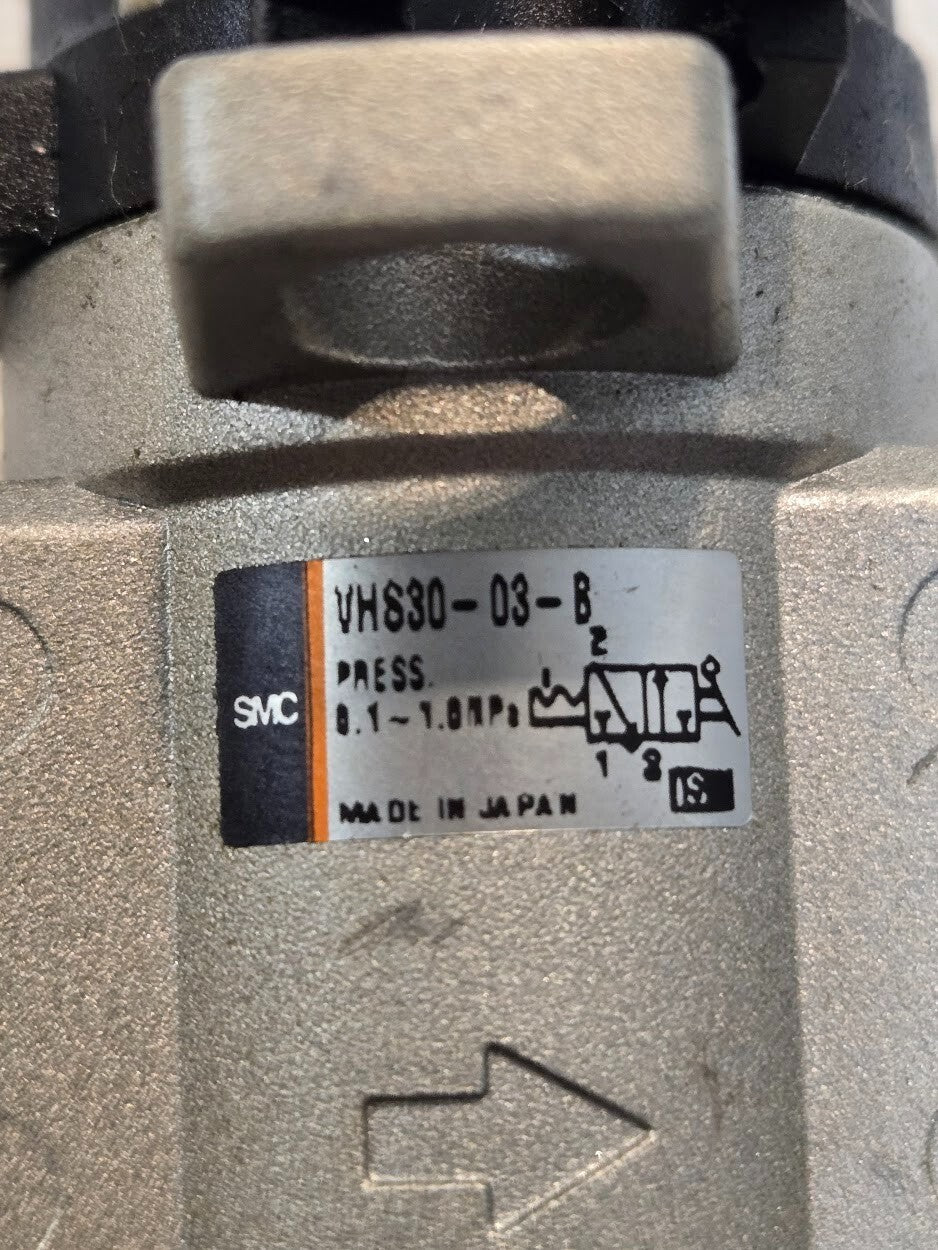 SMC
VHS30-03-B
PRESS.
0.1~1.0MPa
2
1 3
MADE IN JAPAN
IS